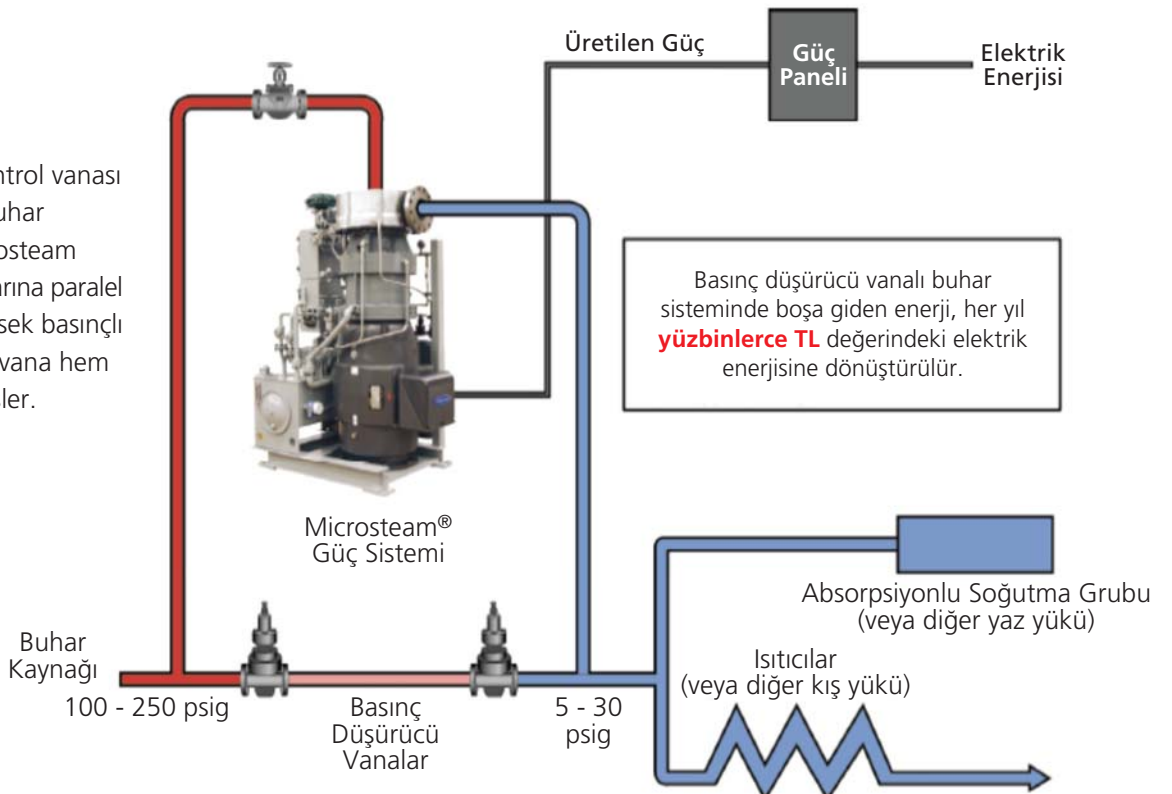 Üretilen Güç
Güç
Paneli
Elektrik
Enerjisi
ntrol vanası
uhar
osteam
arına paralel
sek basınçlı
vana hem
ler.
Basınç düşürücü vanalı buhar
sisteminde boşa giden enerji, her yıl
yüzbinlerce TL değerindeki elektrik
enerjisine dönüştürülür.
Microsteam®
Güç Sistemi
Absorpsiyonlu Soğutma Grubu
(veya diğer yaz yükü)
Buhar
Kaynağı
Isıtıcılar
(veya diğer kış yükü)
100 - 250 psig
Basınç
Düşürücü
Vanalar
5 - 30
psig